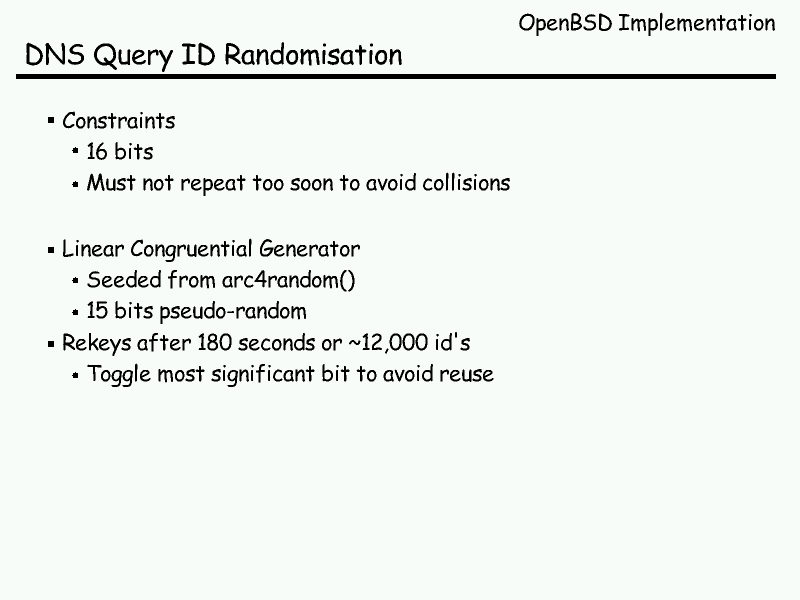 OpenBSD Implementation
DNS Query ID Randomisation
▪ Constraints
▪ 16 bits
▪ Must not repeat too soon to avoid collisions
▪ Linear Congruential Generator
▪ Seeded from arc4random()
▪ 15 bits pseudo-random
▪ Rekeys after 180 seconds or ~12,000 id's
▪ Toggle most significant bit to avoid reuse